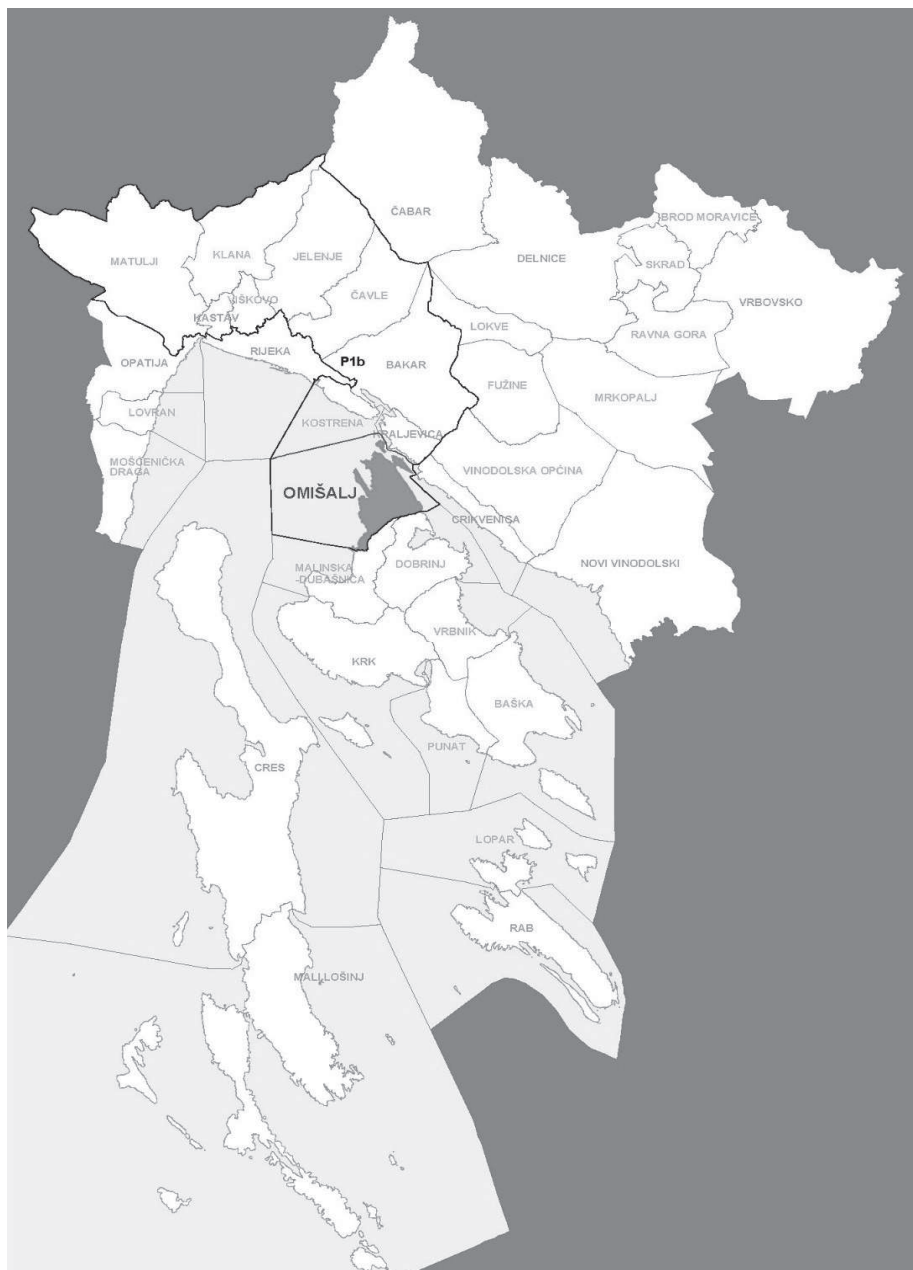 ČABAR
BROD MORAVICE
DELNICE
MATULJI
KLANA
JELENJE
SKRAD
ČAVLE
VIŠKOVO
VRBOVSKO
KASTAV
LOKVE
RAVNA GORA
RIJEKA
OPATIJA
P1b
BAKAR
FUŽINE
MRKOPALJ
LOVRAN
KOSTRENA
KRALJEVICA
MOŠĆENIČKA
DRAGA
VINODOLSKA OPĆINA
OMIŠALJ
CRIKVENICA
DOBRINJ
MALINSKA
-DUBAŠNICA
NOVI VINODOLSKI
VRBNIK
KRK
BAŠKA
PUNAT
CRES
LOPAR
RAB
MALI LOŠINJ